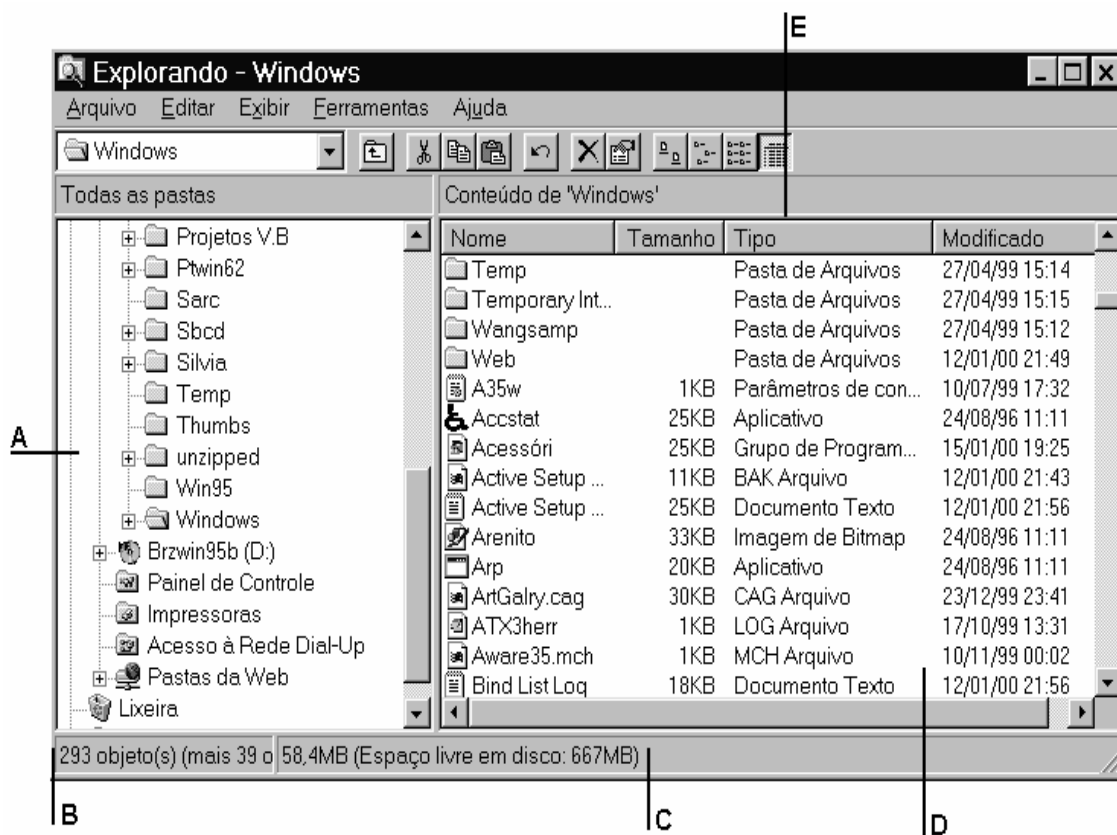 E
Explorando - Windows
Arquivo Editar Exibir Ferramentas Ajuda
Windows
Todas as pastas
Conteúdo de 'Windows'
Projetos V.B
Ptwin62
Sarc
Sbcd
Silvia
Temp
Thumbs
unzipped
Win95
Windows
Brzwin95b (D:)
Painel de Controle
Impressoras
Acesso à Rede Dial-Up
Pastas da Web
Lixeira
A
Nome Tamanho Tipo Modificado
Temp Pasta de Arquivos 27/04/99 15:14
Temporary Int... Pasta de Arquivos 27/04/99 15:15
Wangsamp Pasta de Arquivos 27/04/99 15:12
Web Pasta de Arquivos 12/01/00 21:49
A35w 1KB Parâmetros de con... 10/07/99 17:32
Accstat 25KB Aplicativo 24/08/96 11:11
Acessóri 25KB Grupo de Program... 15/01/00 19:25
Active Setup ... 11KB BAK Arquivo 12/01/00 21:43
Active Setup ... 25KB Documento Texto 12/01/00 21:56
Arenito 33KB Imagem de Bitmap 24/08/96 11:11
Arp 20KB Aplicativo 24/08/96 11:11
ArtGalry.cag 30KB CAG Arquivo 23/12/99 23:41
ATX3herr 1KB LOG Arquivo 17/10/99 13:31
Aware35.mch 1KB MCH Arquivo 10/11/99 00:02
Bind List Log 18KB Documento Texto 12/01/00 21:56
293 objeto(s) (mais 39 o 58,4MB (Espaço livre em disco: 667MB)
B C D